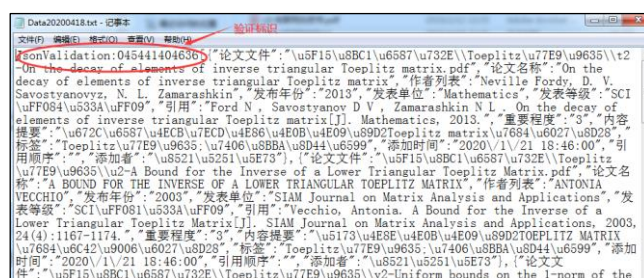 Data20200418.txt - 记事本
验证标识
文件(F) 编辑(E) 格式(O) 查看(V) 帮助(H)
JsonValidation:045441404636[{"论文文件":"\u5F15\u8BC1\u6587\u732E\\Toeplitz\u77E9\u9635\\t2
-On the decay of elements of inverse triangular Toeplitz matrix.pdf","论文名称":"On the
decay of elements of inverse triangular Toeplitz matrix","作者列表":"Neville Fordy, D. V.
Savostyanovyz, N. L. Zamarashkin","发布年份":"2013","发表单位":"Mathematics","发表等级":"SCI
\uFF084\u533A\uFF09","引用":"Ford N , Savostyanov D V , Zamarashkin N L . On the decay of
elements of inverse triangular Toeplitz matrix[J]. Mathematics, 2013.","重要程度":"3","内容
提要":"\u672C\u6587\u4ECB\u7ECD\u4E86\u4E0B\u4E09\u89D2Toeplitz matrix\u7684\u6027\u8D28","
标签":"Toeplitz\u77E9\u9635;\u7406\u8BBA\u8D44\u6599","添加时间":"2020/\1/\21 18:46:00","引
用顺序":"","添加者":"\u8521\u5251\u5E73"},{"论文文件":"\u5F15\u8BC1\u6587\u732E\\Toeplitz
\u77E9\u9635\\u2-A Bound for the Inverse of a Lower Triangular Toeplitz Matrix.pdf","论文名
称":"A BOUND FOR THE INVERSE OF A LOWER TRIANGULAR TOEPLITZ MATRIX","作者列表":"ANTONIA
VECCHIO","发布年份":"2003","发表单位":"SIAM Journal on Matrix Analysis and Applications","发
表等级":"SCI\uFF081\u533A\uFF09","引用":"Vecchio, Antonia. A Bound for the Inverse of a
Lower Triangular Toeplitz Matrix[J]. SIAM Journal on Matrix Analysis and Applications, 2003,
24(4):1167-1174.","重要程度":"3","内容提要":"\u5173\u4E8E\u4E0B\u4E09\u89D2TOEPLITZ MATRIX
\u7684\u6C42\u9006\u6027\u8D28","标签":"Toeplitz\u77E9\u9635;\u7406\u8BBA\u8D44\u6599","添加
时间":"2020/\1/\21 18:46:00","引用顺序":"","添加者":"\u8521\u5251\u5E73"},{"论文文
件":"\u5F15\u8BC1\u6587\u732E\\Toeplitz\u77E9\u9635\\v2-Uniform bounds on the 1-norm of the